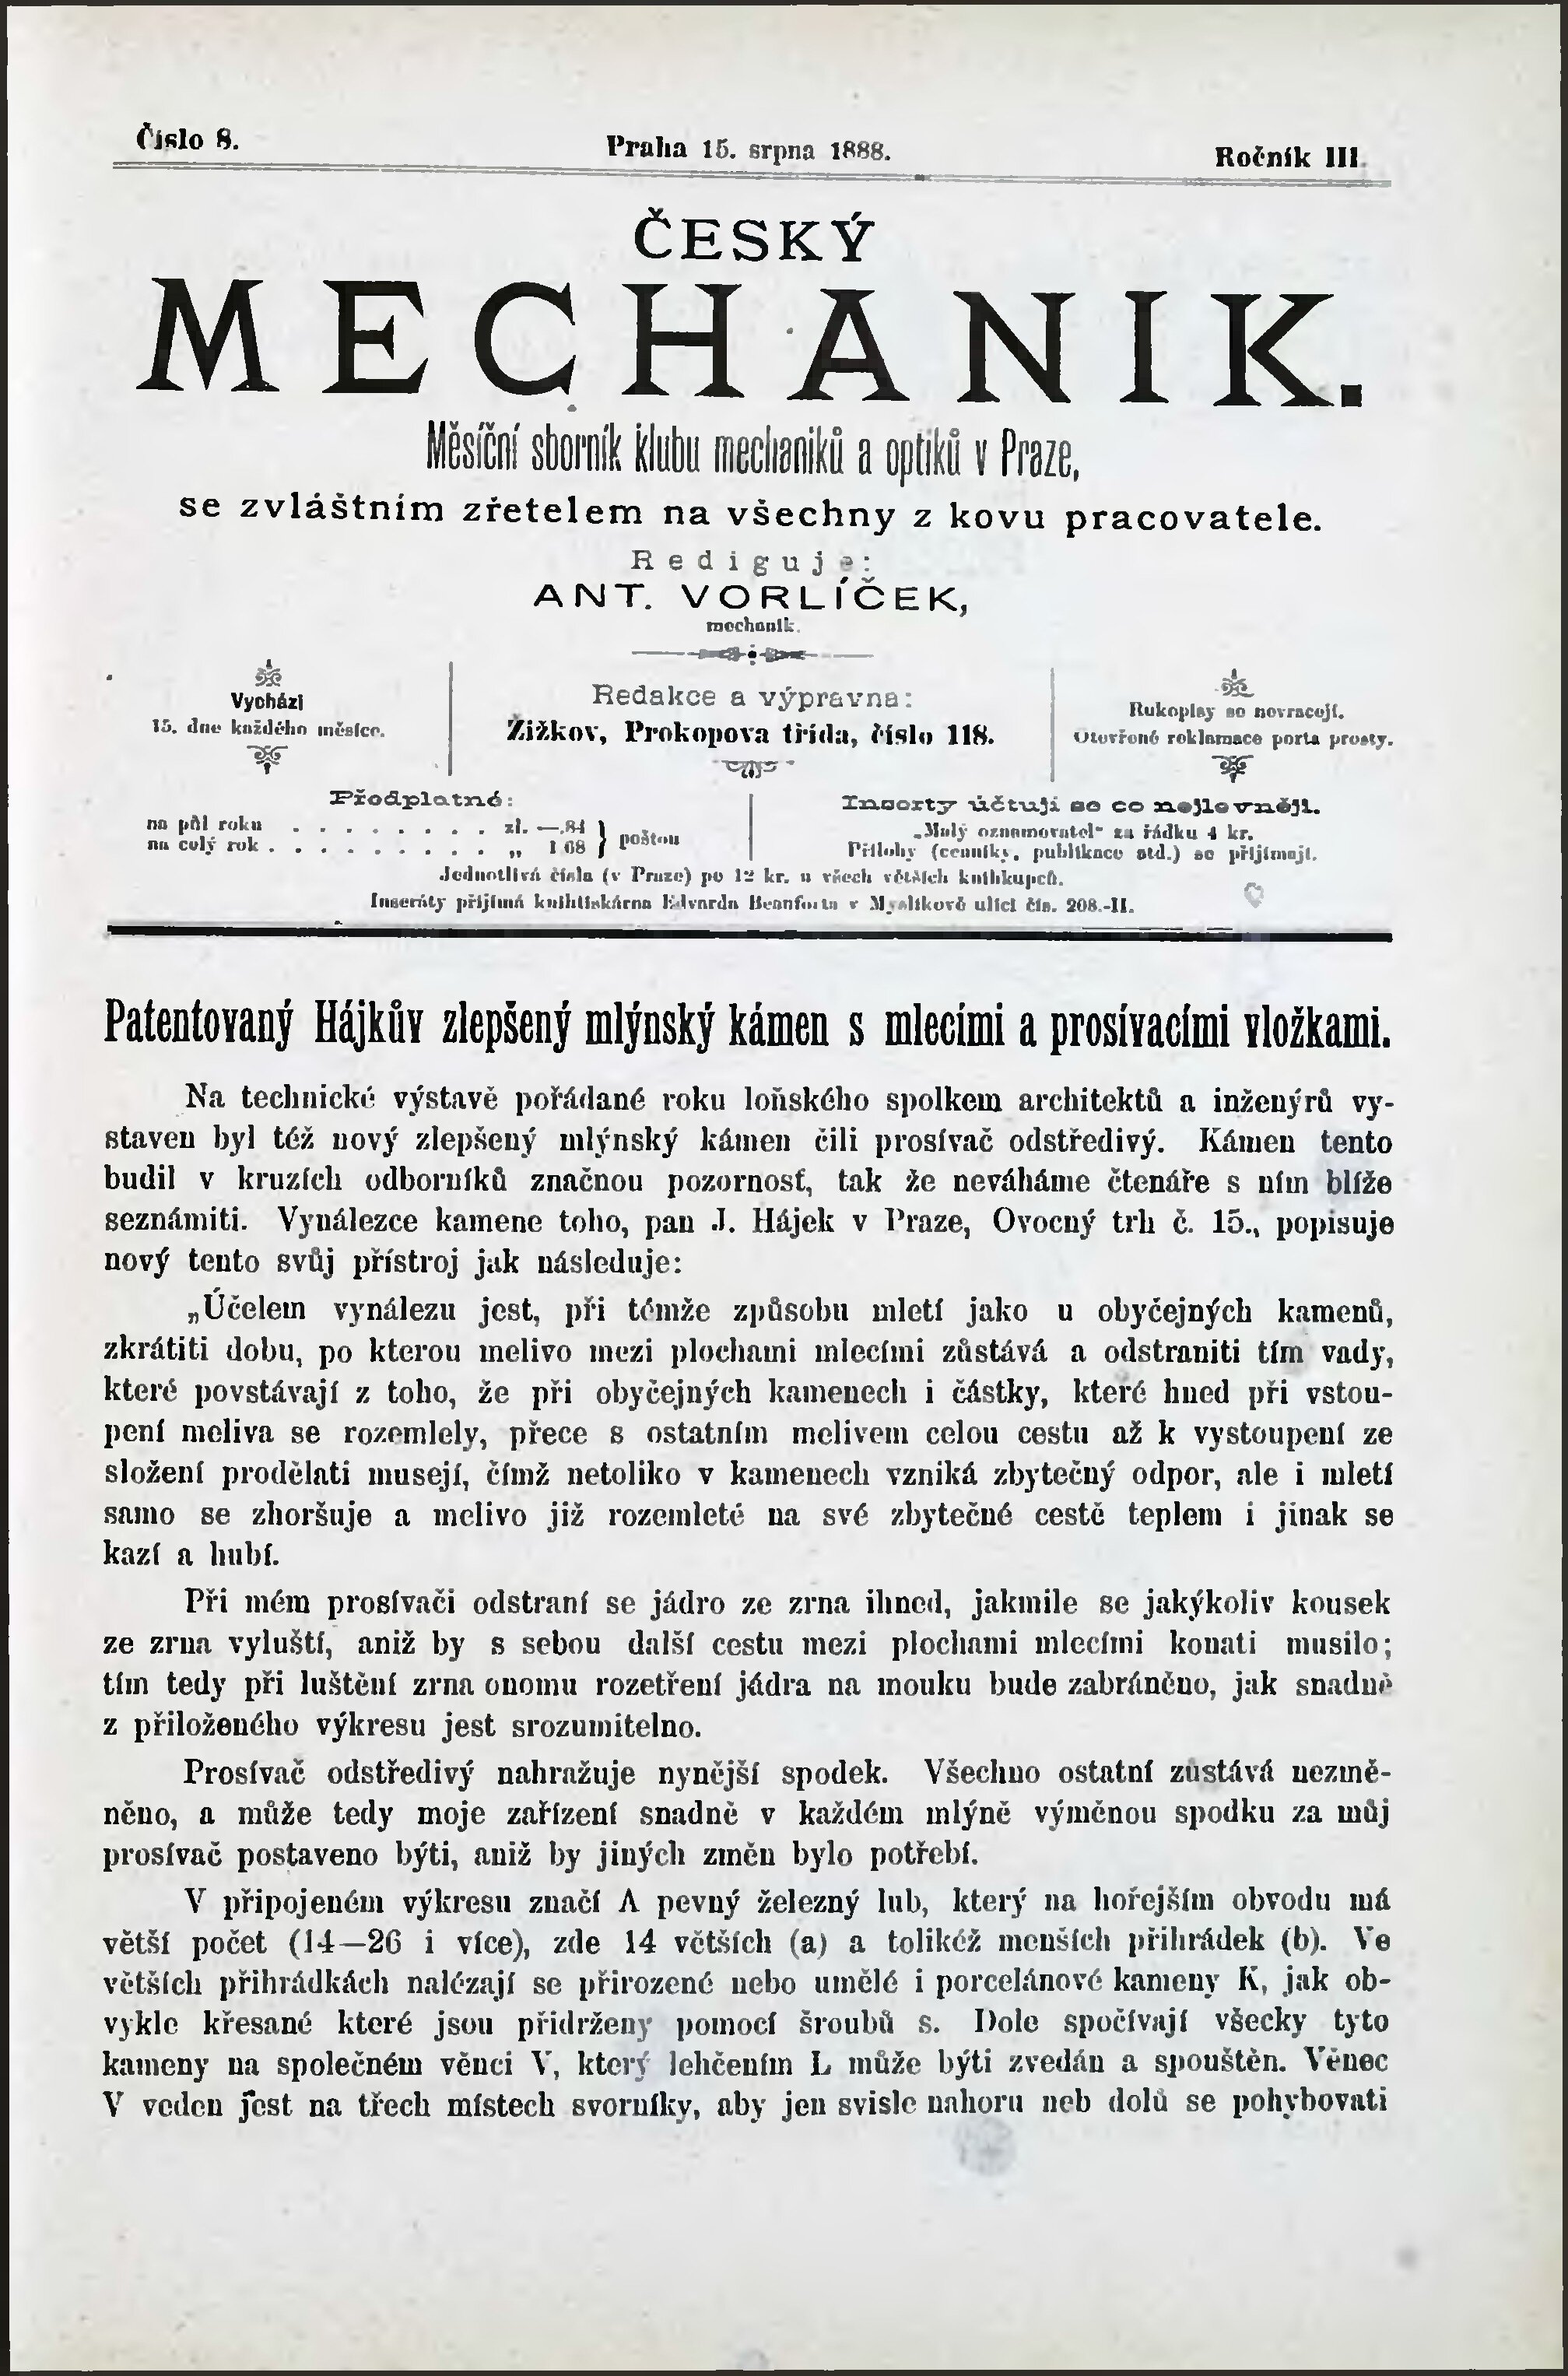 Číslo 8.
Praha 15. srpna 1888.
Ročník III.
ČESKÝ
MECHANIK.
Měsíční sborník klubu mechaniků a optiků v Praze,
se zvláštním zřetelem na všechny z kovu pracovatele.
Rediguje:
ANT. VORLÍČEK,
mechanik.
Vychází
15. dne každého měsíce.
Redakce a výpravna:
Žižkov, Prokopova třída, číslo 118.
Rukopisy se nevracejí.
Otevřené reklamace porta prosty.
Předplatné:
na půl roku . . . . . . . . zl. —.84
na celý rok . . . . . . . . . „ 1 68
poštou
Inserty účtují se co nejlevněji.
„Malý oznamovatel“ za řádku 4 kr.
Přílohy (cenníky, publikace atd.) se přijímají.
Jednotlivá čísla (v Praze) po 12 kr. u všech větších knihkupců.
Inseráty přijímá knihtiskárna Edvarda Beauforta v Myslíkově ulici čís. 208.-II.
Patentovaný Hájkův zlepšený mlýnský kámen s mlecími a prosívacími vložkami.
Na technické výstavě pořádané roku loňského spolkem architektů a inženýrů vy-
staven byl též nový zlepšený mlýnský kámen čili prosívač odstředivý. Kámen tento
budil v kruzích odborníků značnou pozornosť, tak že neváháme čtenáře s ním blíže
seznámiti. Vynálezce kamene toho, pan J. Hájek v Praze, Ovocný trh č. 15., popisuje
nový tento svůj přístroj jak následuje:
„Účelem vynálezu jest, při témže způsobu mletí jako u obyčejných kamenů,
zkrátiti dobu, po kterou melivo mezi plochami mlecími zůstává a odstraniti tím vady,
které povstávají z toho, že při obyčejných kamenech i částky, které hned při vstou-
pení meliva se rozemlely, přece s ostatním melivem celou cestu až k vystoupení ze
složení prodělati musejí, čímž netoliko v kamenech vzniká zbytečný odpor, ale i mletí
samo se zhoršuje a melivo již rozemleté na své zbytečné cestě teplem i jinak se
kazí a hubí.
Při mém prosívači odstraní se jádro ze zrna ihned, jakmile se jakýkoliv kousek
ze zrna vyluští, aniž by s sebou další cestu mezi plochami mlecími konati musilo;
tím tedy při luštění zrna onomu rozetření jádra na mouku bude zabráněno, jak snadně
z přiloženého výkresu jest srozumitelno.
Prosívač odstředivý nahražuje nynější spodek. Všechno ostatní zůstává nezmě-
něno, a může tedy moje zařízení snadně v každém mlýně výměnou spodku za můj
prosívač postaveno býti, aniž by jiných změn bylo potřebí.
V připojeném výkresu značí A pevný železný lub, který na hořejším obvodu má
větší počet (14—26 i více), zde 14 větších (a) a tolikéž menších přihrádek (b). Ve
větších přihrádkách nalézají se přirozené nebo umělé i porcelánové kameny K, jak ob-
vykle křesané které jsou přidrženy pomocí šroubů s. Dole spočívají všecky tyto
kameny na společném věnci V, který lehčením L může býti zvedán a spouštěn. Věnec
V veden jest na třech místech svorníky, aby jen svisle nahoru neb dolů se pohybovati